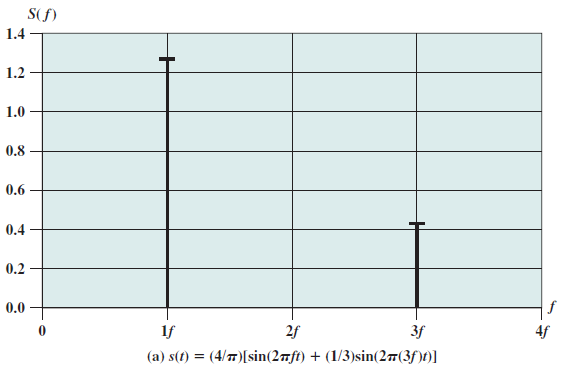 S(f)
1.4
1.2
1.0
0.8
0.6
0.4
0.2
0.0
f
0 1f 2f 3f 4f
(a) s(t) = (4/π)[sin(2πft) + (1/3)sin(2π(3f)t)]